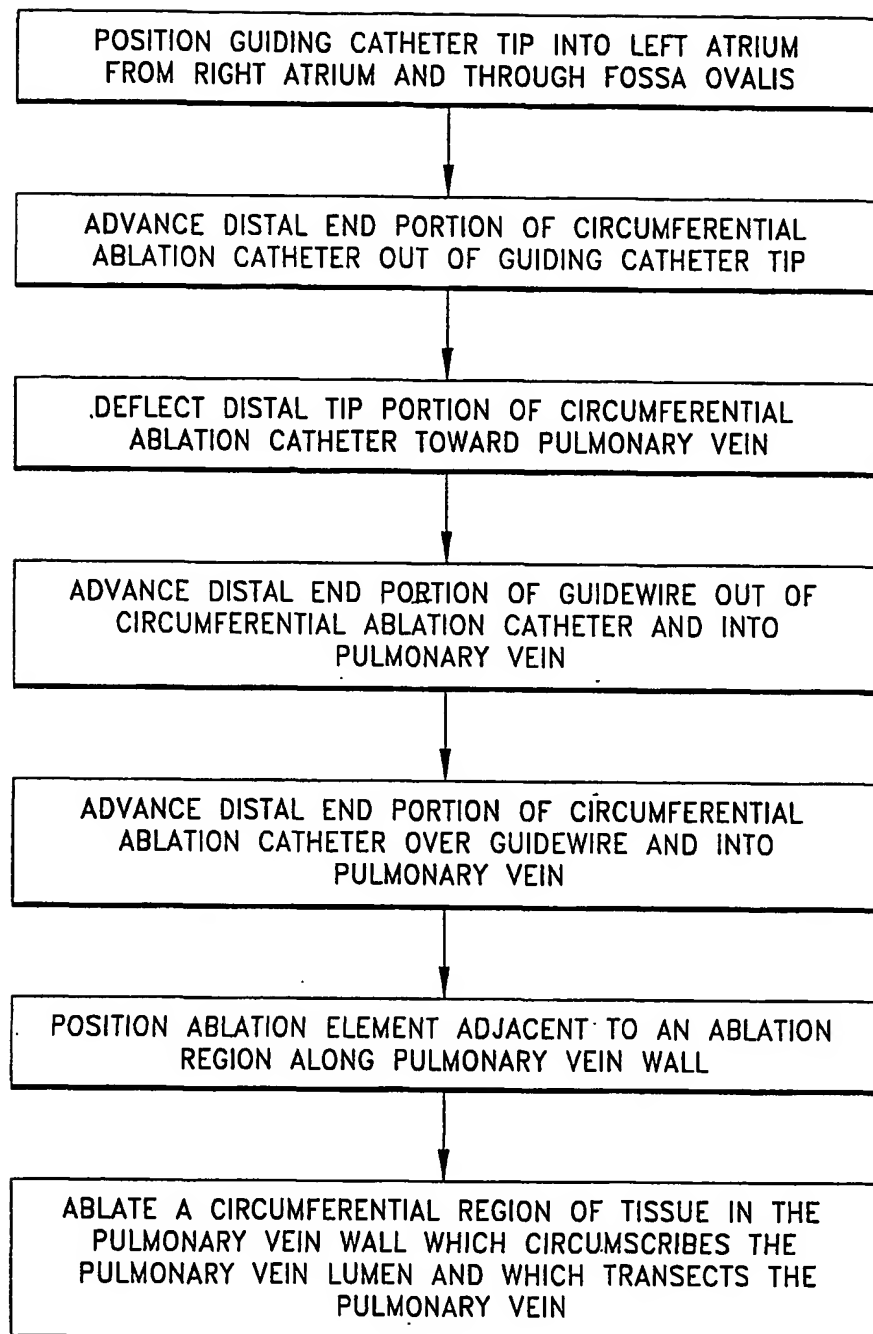 POSITION GUIDING CATHETER TIP INTO LEFT ATRIUM
FROM RIGHT ATRIUM AND THROUGH FOSSA OVALIS
ADVANCE DISTAL END PORTION OF CIRCUMFERENTIAL
ABLATION CATHETER OUT OF GUIDING CATHETER TIP
DEFLECT DISTAL TIP PORTION OF CIRCUMFERENTIAL
ABLATION CATHETER TOWARD PULMONARY VEIN
ADVANCE DISTAL END PORTION OF GUIDEWIRE OUT OF
CIRCUMFERENTIAL ABLATION CATHETER AND INTO
PULMONARY VEIN
ADVANCE DISTAL END PORTION OF CIRCUMFERENTIAL
ABLATION CATHETER OVER GUIDEWIRE AND INTO
PULMONARY VEIN
POSITION ABLATION ELEMENT ADJACENT TO AN ABLATION
REGION ALONG PULMONARY VEIN WALL
ABLATE A CIRCUMFERENTIAL REGION OF TISSUE IN THE
PULMONARY VEIN WALL WHICH CIRCUMSCRIBES THE
PULMONARY VEIN LUMEN AND WHICH TRANSECTS THE
PULMONARY VEIN